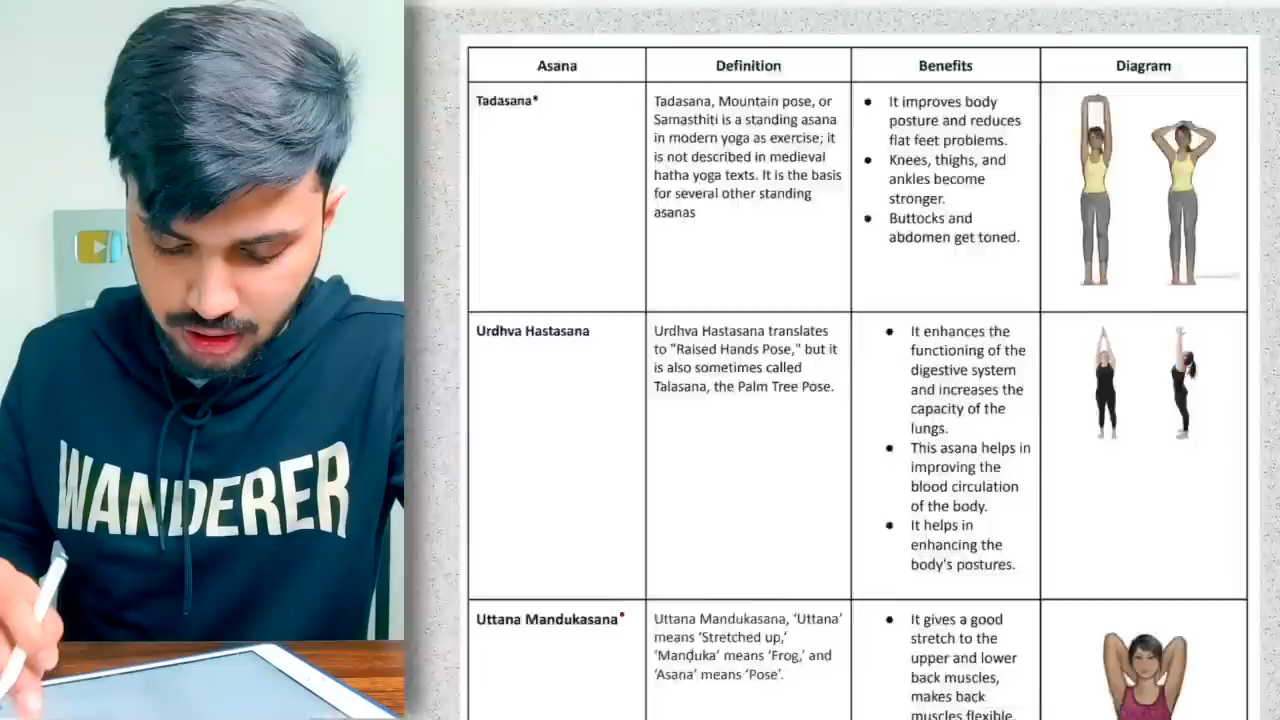 WANDERER
Asana
Definition
Benefits
Diagram
Tadasana*
Tadasana, Mountain pose, or
Samasthiti is a standing asana
in modern yoga as exercise; it
is not described in medieval
hatha yoga texts. It is the basis
for several other standing
asanas
● It improves body
posture and reduces
flat feet problems.
● Knees, thighs, and
ankles become
stronger.
● Buttocks and
abdomen get toned.
Urdhva Hastasana
Urdhva Hastasana translates
to "Raised Hands Pose," but it
is also sometimes called
Talasana, the Palm Tree Pose.
● It enhances the
functioning of the
digestive system
and increases the
capacity of the
lungs.
● This asana helps in
improving the
blood circulation
of the body.
● It helps in
enhancing the
body's postures.
Uttana Mandukasana
Uttana Mandukasana, ‘Uttana’
means ‘Stretched up,’
‘Manduka’ means ‘Frog,’ and
‘Asana’ means ‘Pose’.
● It gives a good
stretch to the
upper and lower
back muscles,
makes back
muscles flexible,